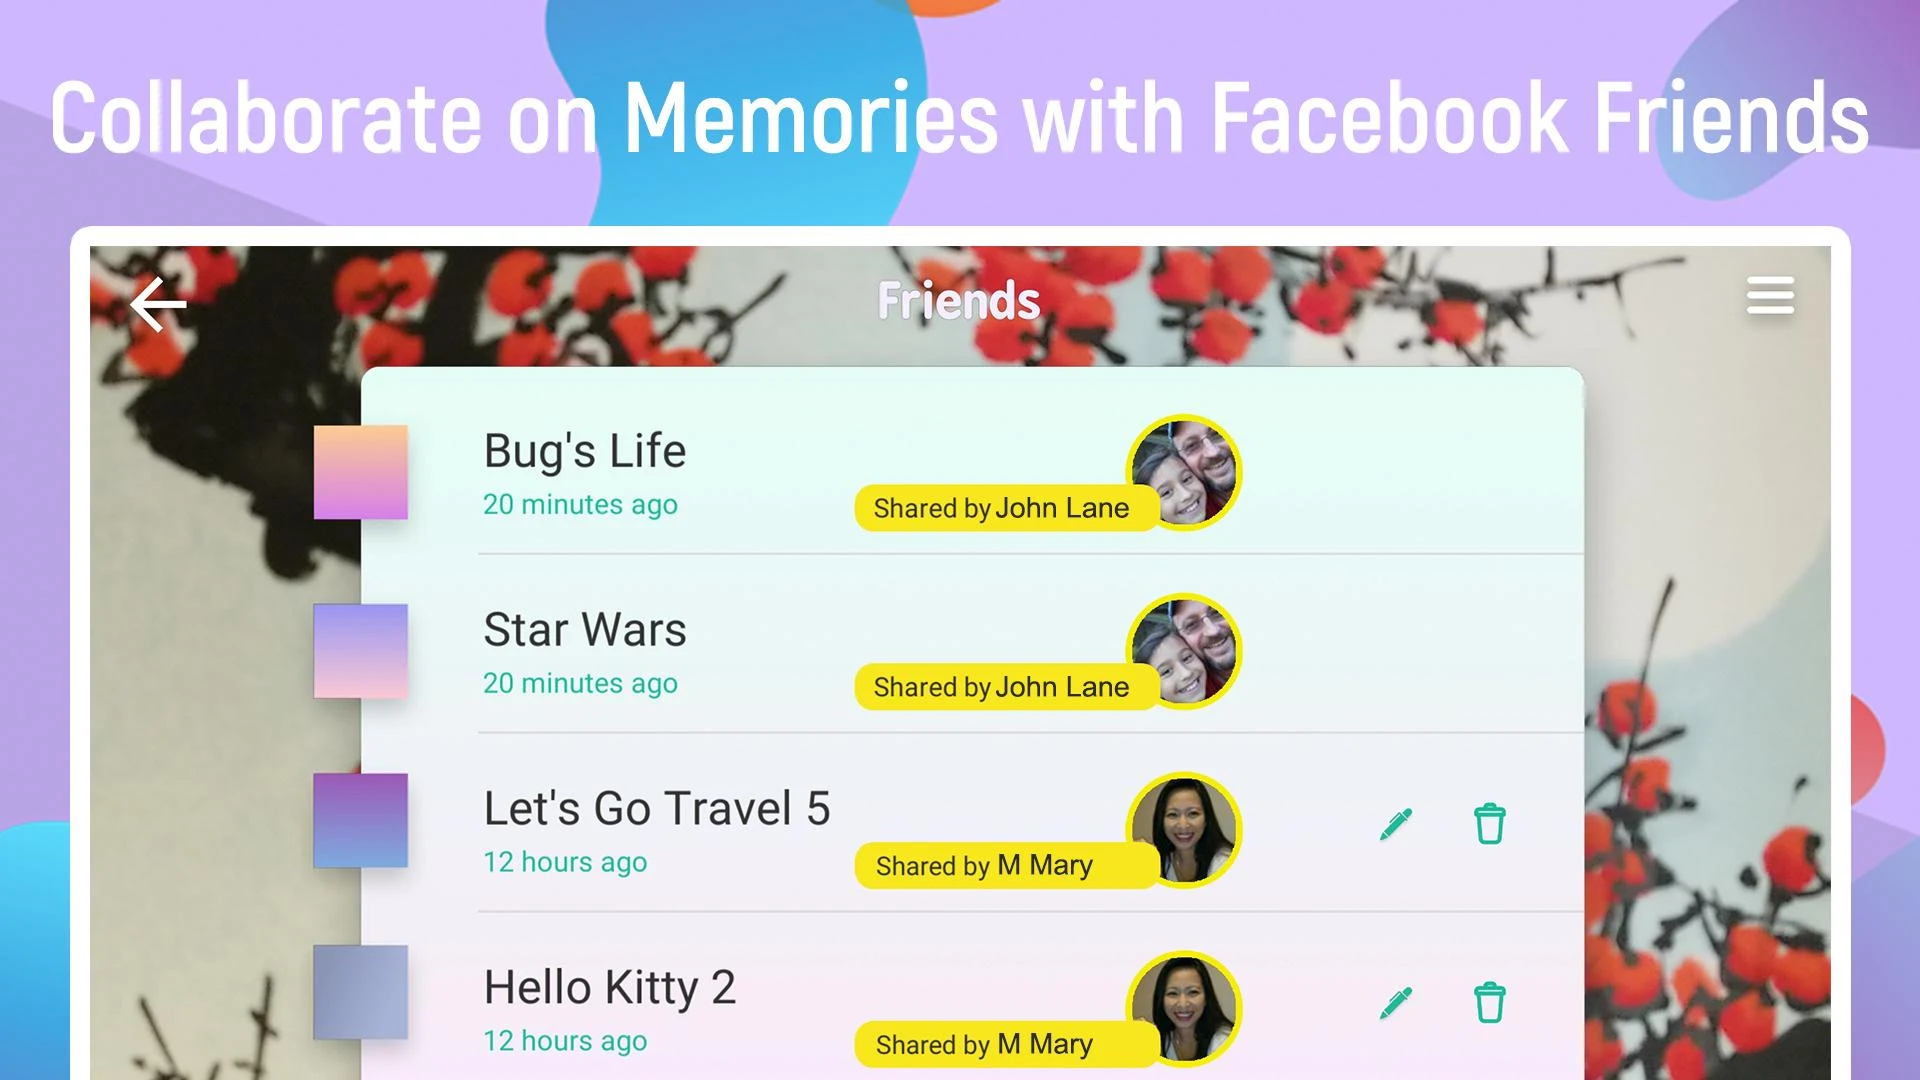 Collaborate on Memories with Facebook Friends
Friends
Bug's Life
20 minutes ago
Shared by John Lane
Star Wars
20 minutes ago
Shared by John Lane
Let's Go Travel 5
12 hours ago
Shared by M Mary
Hello Kitty 2
12 hours ago
Shared by M Mary